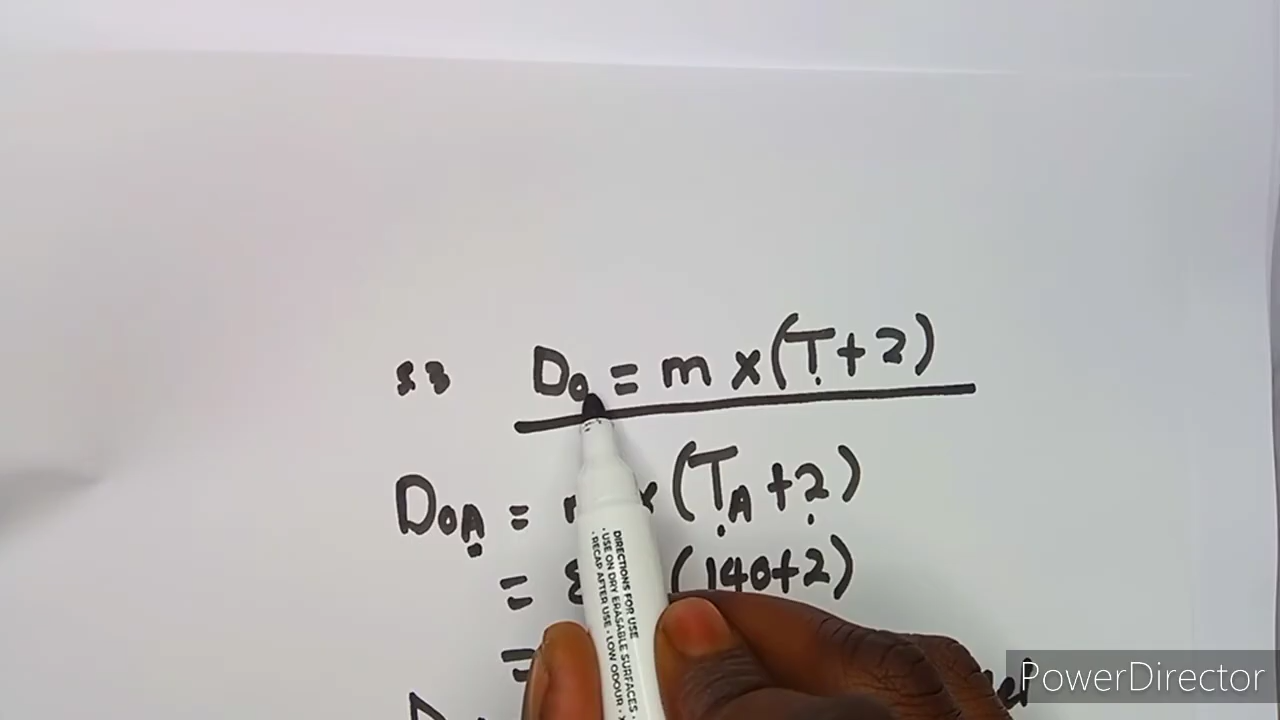 Do = m x (T + 2)
DoA = x (TA + 2)
= (140+2)
=
DIRECTIONS FOR USE
• USE ON DRY ERASABLE SURFACES •
• RECAP AFTER USE • LOW ODOUR •
PowerDirector